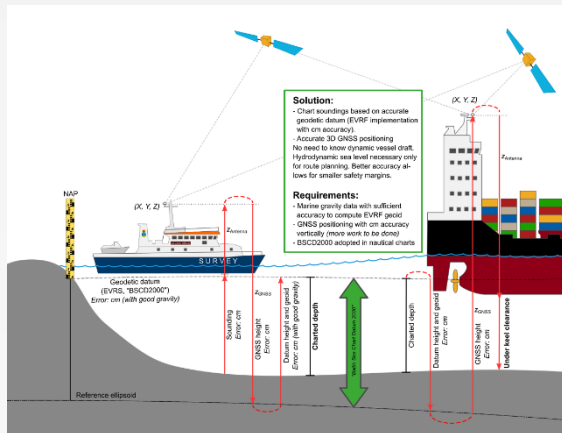 Solution:
- Chart soundings based on accurate
geodetic datum (EVRF implementation
with cm accuracy).
- Accurate 3D GNSS positioning
No need to know dynamic vessel draft.
Hydrodynamic sea level necessary only
for route planning. Better accuracy al-
lows for smaller safety margins.
Requirements:
- Marine gravity data with sufficient
accuracy to compute EVRF geoid
- GNSS positioning with cm accuracy
vertically (more work to be done)
- BSCD2000 adopted in nautical charts
(X, Y, Z)
(X, Y, Z)
NAP
zAntenna
zAntenna
SURVEY
Geodetic datum
(EVRS, "BSCD2000")
Error: cm (with good gravity)
Sounding
Error: cm
zGNSS
GNSS height
Error: cm
Datum height and geoid
Error: cm (with good gravity)
Charted depth
"Baltic Sea Chart Datum 2000"
Charted depth
Datum height and geoid
Error: cm
zGNSS
GNSS height
Error: cm
Under keel clearance
Reference ellipsoid